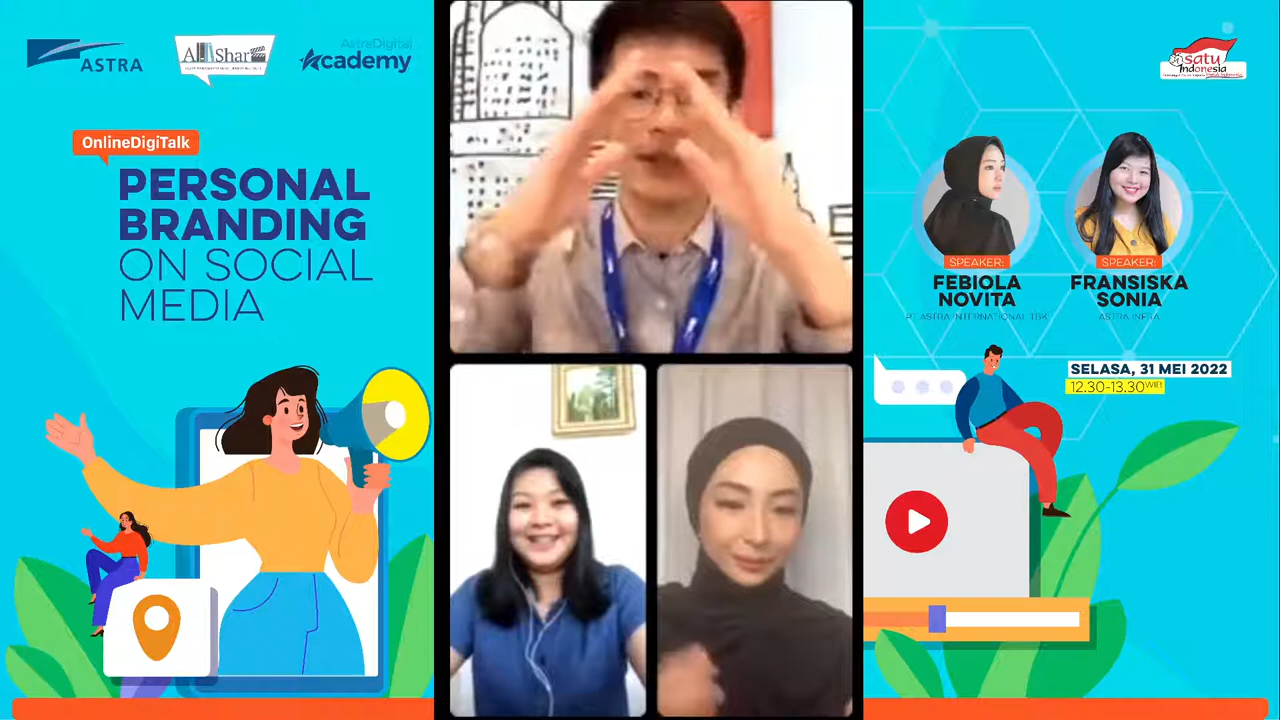 ASTRA
AstraDigital
Academy
OnlineDigiTalk
PERSONAL
BRANDING
ON SOCIAL
MEDIA
satu
Indonesia
SPEAKER:
FEBIOLA
NOVITA
PT ASTRA INTERNATIONAL TBK
SPEAKER:
FRANSISKA
SONIA
ASTRA INFRA
SELASA, 31 MEI 2022
12.30-13.30 WIB